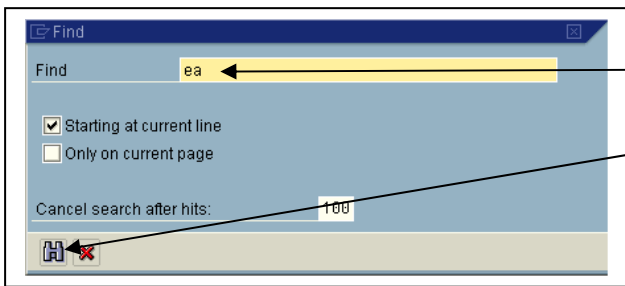 Find
Find ea
Starting at current line
Only on current page
Cancel search after hits: 100